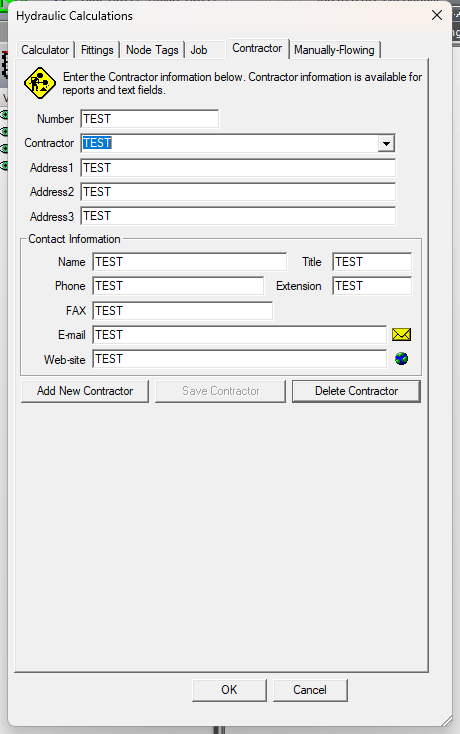 Hydraulic Calculations
Calculator Fittings Node Tags Job Contractor Manually-Flowing
Enter the Contractor information below. Contractor information is available for
reports and text fields.
Number TEST
Contractor TEST
Address1 TEST
Address2 TEST
Address3 TEST
Contact Information
Name TEST Title TEST
Phone TEST Extension TEST
FAX TEST
E-mail TEST
Web-site TEST
Add New Contractor Save Contractor Delete Contractor
OK Cancel